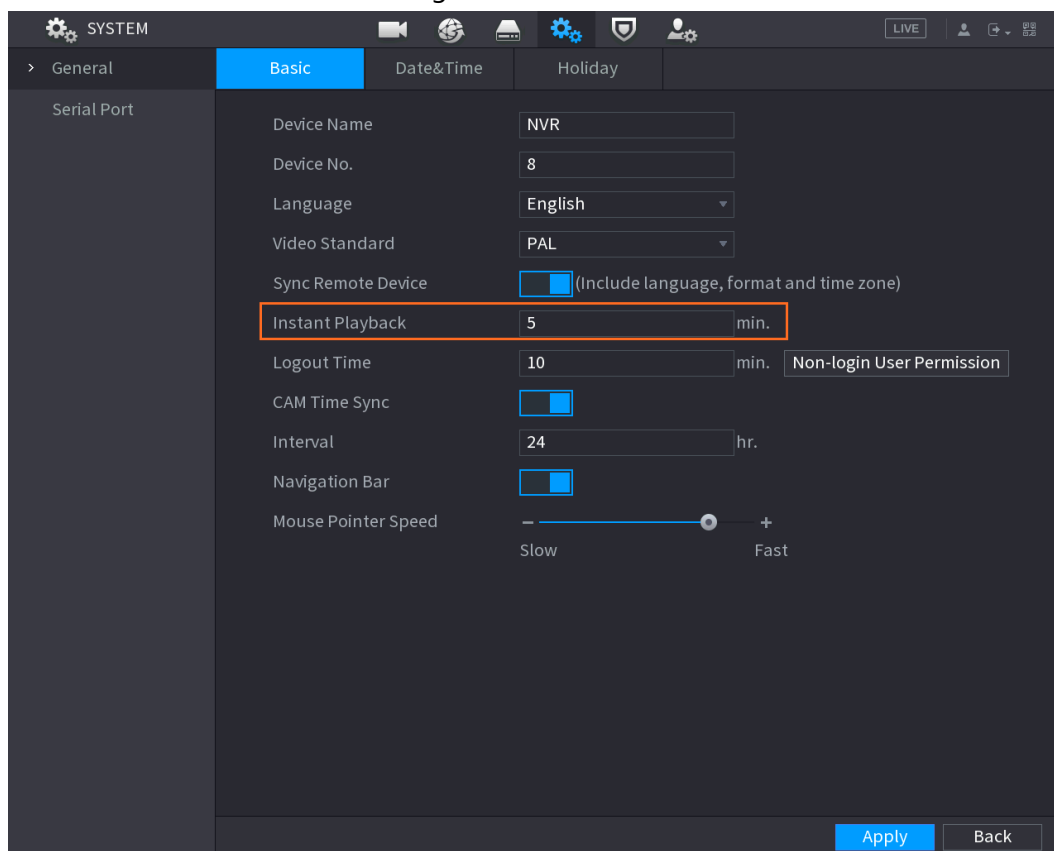 SYSTEM
LIVE
General
Serial Port
Basic Date&Time Holiday
Device Name NVR
Device No. 8
Language English
Video Standard PAL
Sync Remote Device (Include language, format and time zone)
Instant Playback 5 min.
Logout Time 10 min. Non-login User Permission
CAM Time Sync
Interval 24 hr.
Navigation Bar
Mouse Pointer Speed
Slow Fast
Apply Back